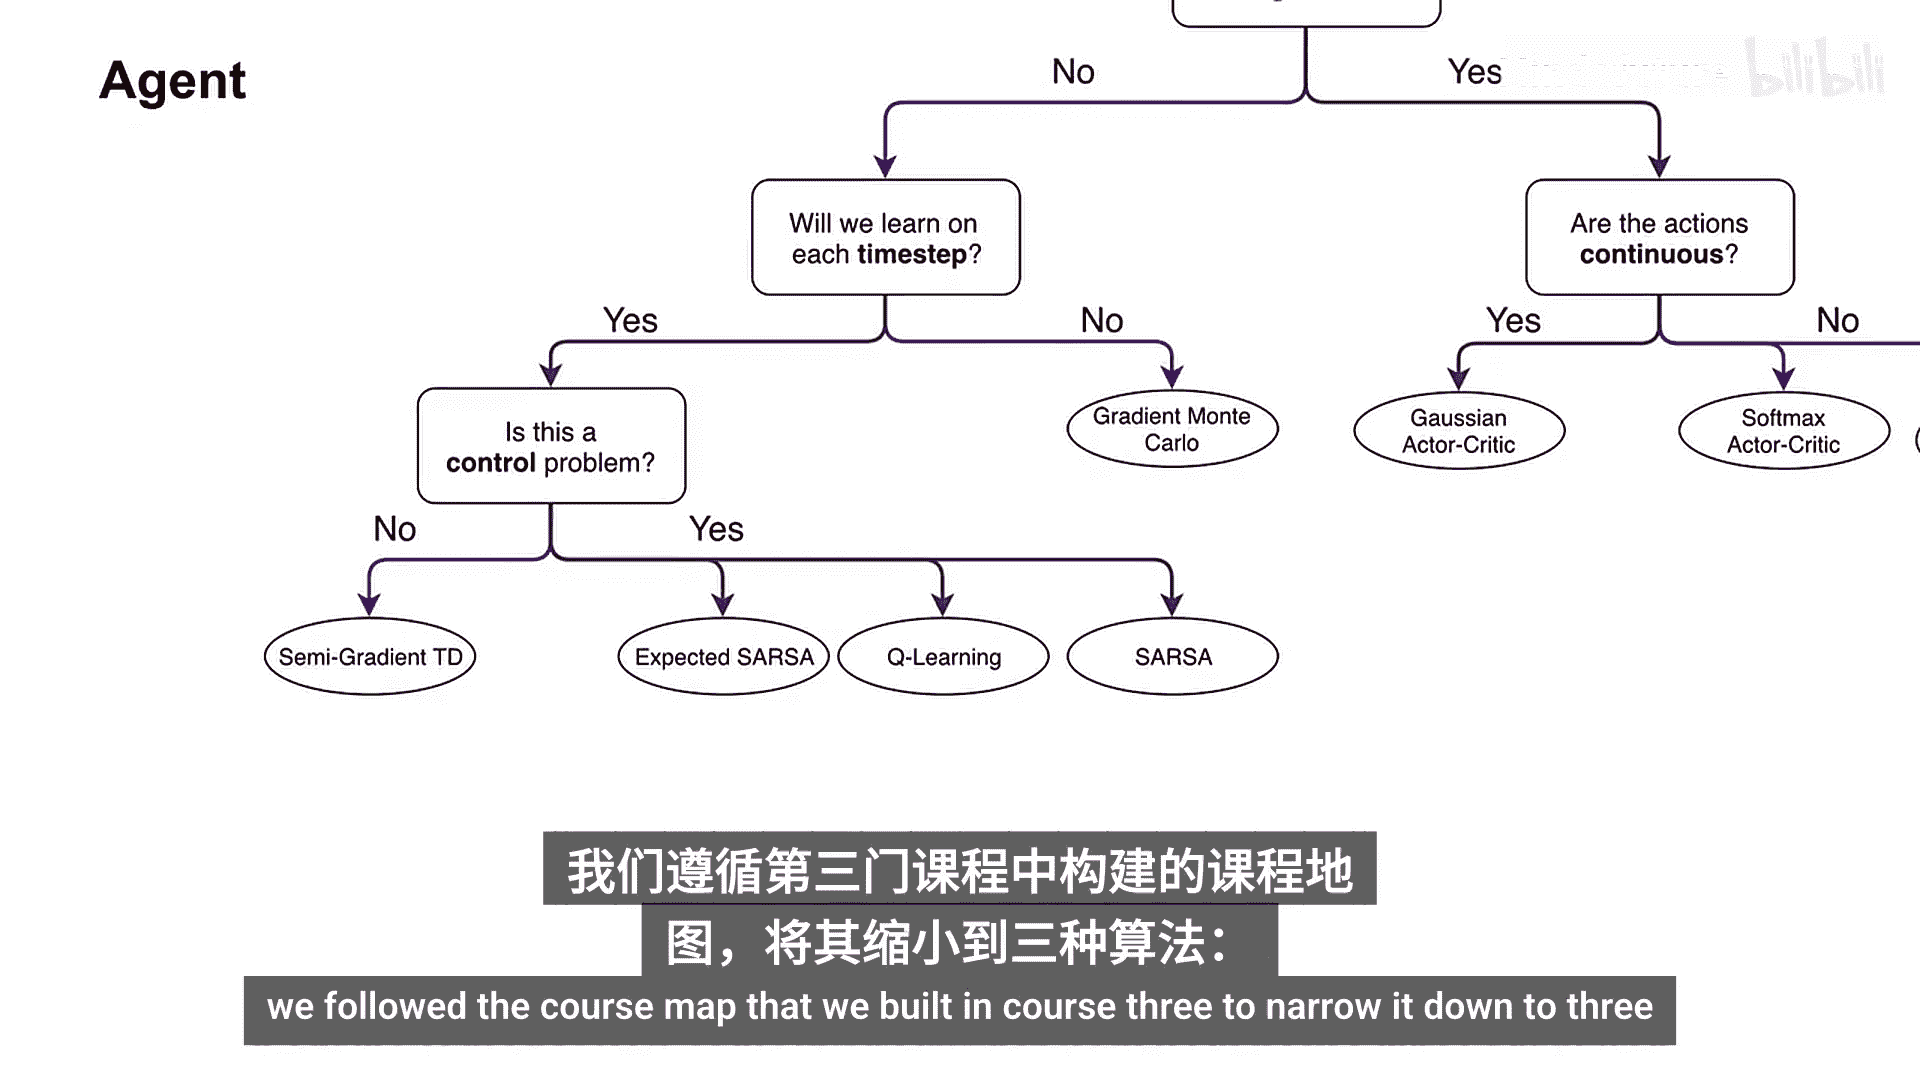 Agent
No
Yes
bilibili
Will we learn on
each timestep?
Are the actions
continuous?
Yes
No
Yes
No
Is this a
control problem?
Gradient Monte
Carlo
Gaussian
Actor-Critic
Softmax
Actor-Critic
No
Yes
Semi-Gradient TD
Expected SARSA
Q-Learning
SARSA
我们遵循第三门课程中构建的课程地
图，将其缩小到三种算法：
we followed the course map that we built in course three to narrow it down to three